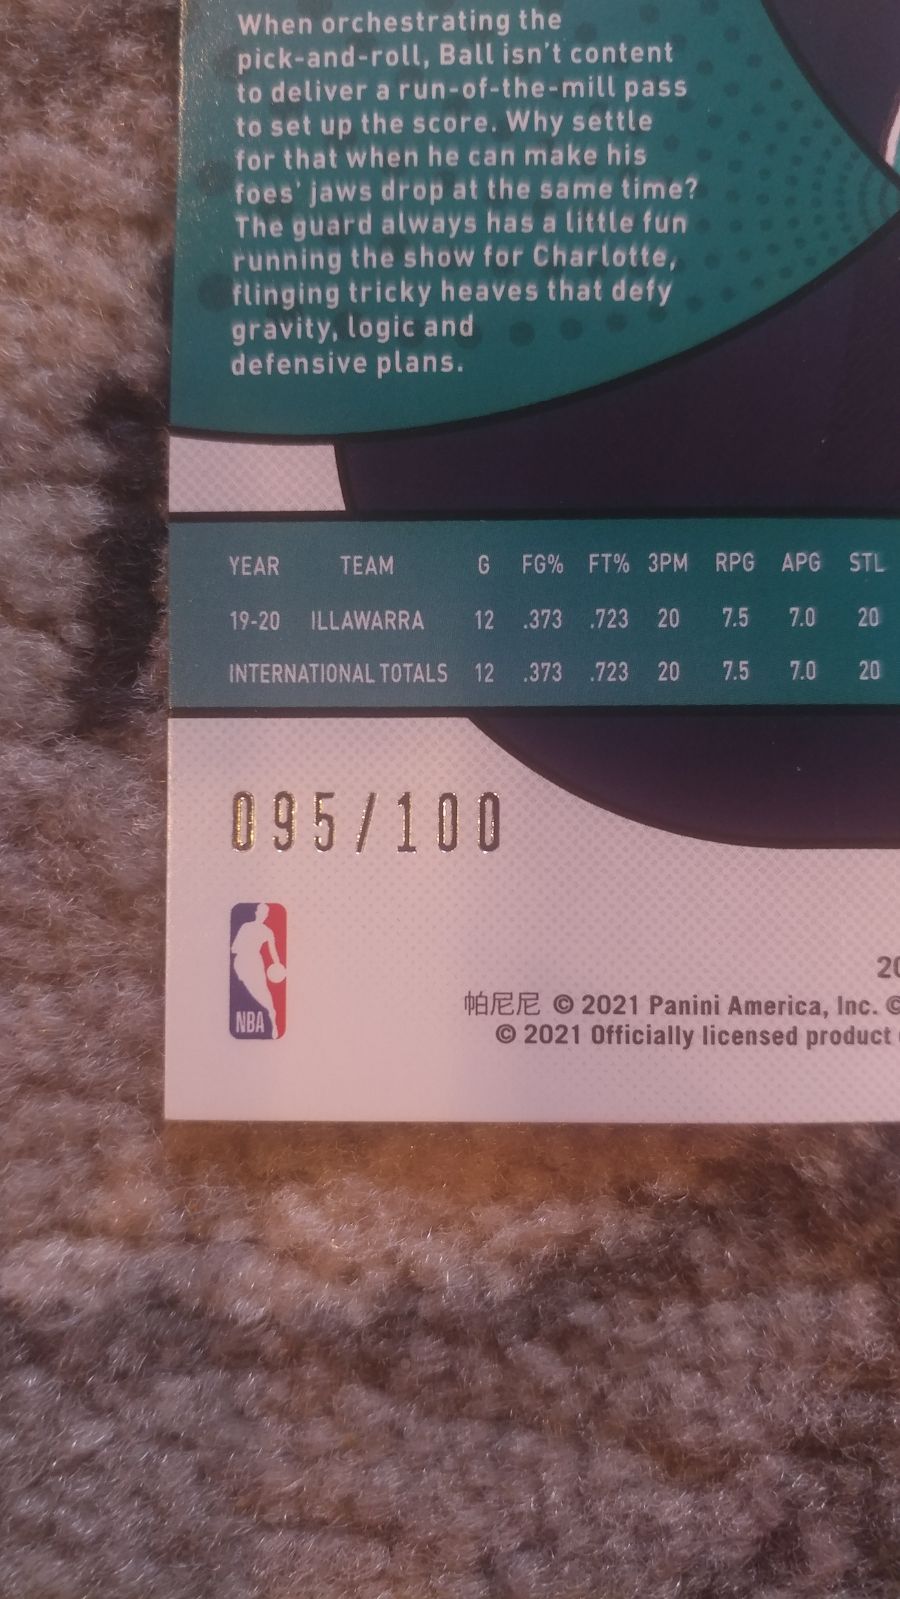 When orchestrating the
pick-and-roll, Ball isn't content
to deliver a run-of-the-mill pass
to set up the score. Why settle
for that when he can make his
foes' jaws drop at the same time?
The guard always has a little fun
running the show for Charlotte,
flinging tricky heaves that defy
gravity, logic and
defensive plans.
YEAR TEAM G FG% FT% 3PM RPG APG STL
19-20 ILLAWARRA 12 .373 .723 20 7.5 7.0 20
INTERNATIONAL TOTALS 12 .373 .723 20 7.5 7.0 20
095/100
NBA
20
帕尼尼 © 2021 Panini America, Inc. ©
© 2021 Officially licensed product